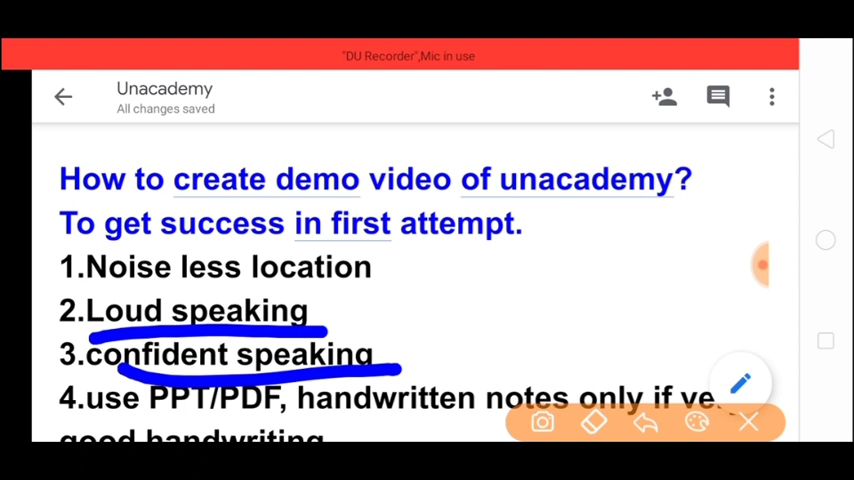 "DU Recorder",Mic in use
Unacademy
All changes saved
How to create demo video of unacademy?
To get success in first attempt.
1.Noise less location
2.Loud speaking
3.confident speaking
4.use PPT/PDF, handwritten notes only if
good handwriting